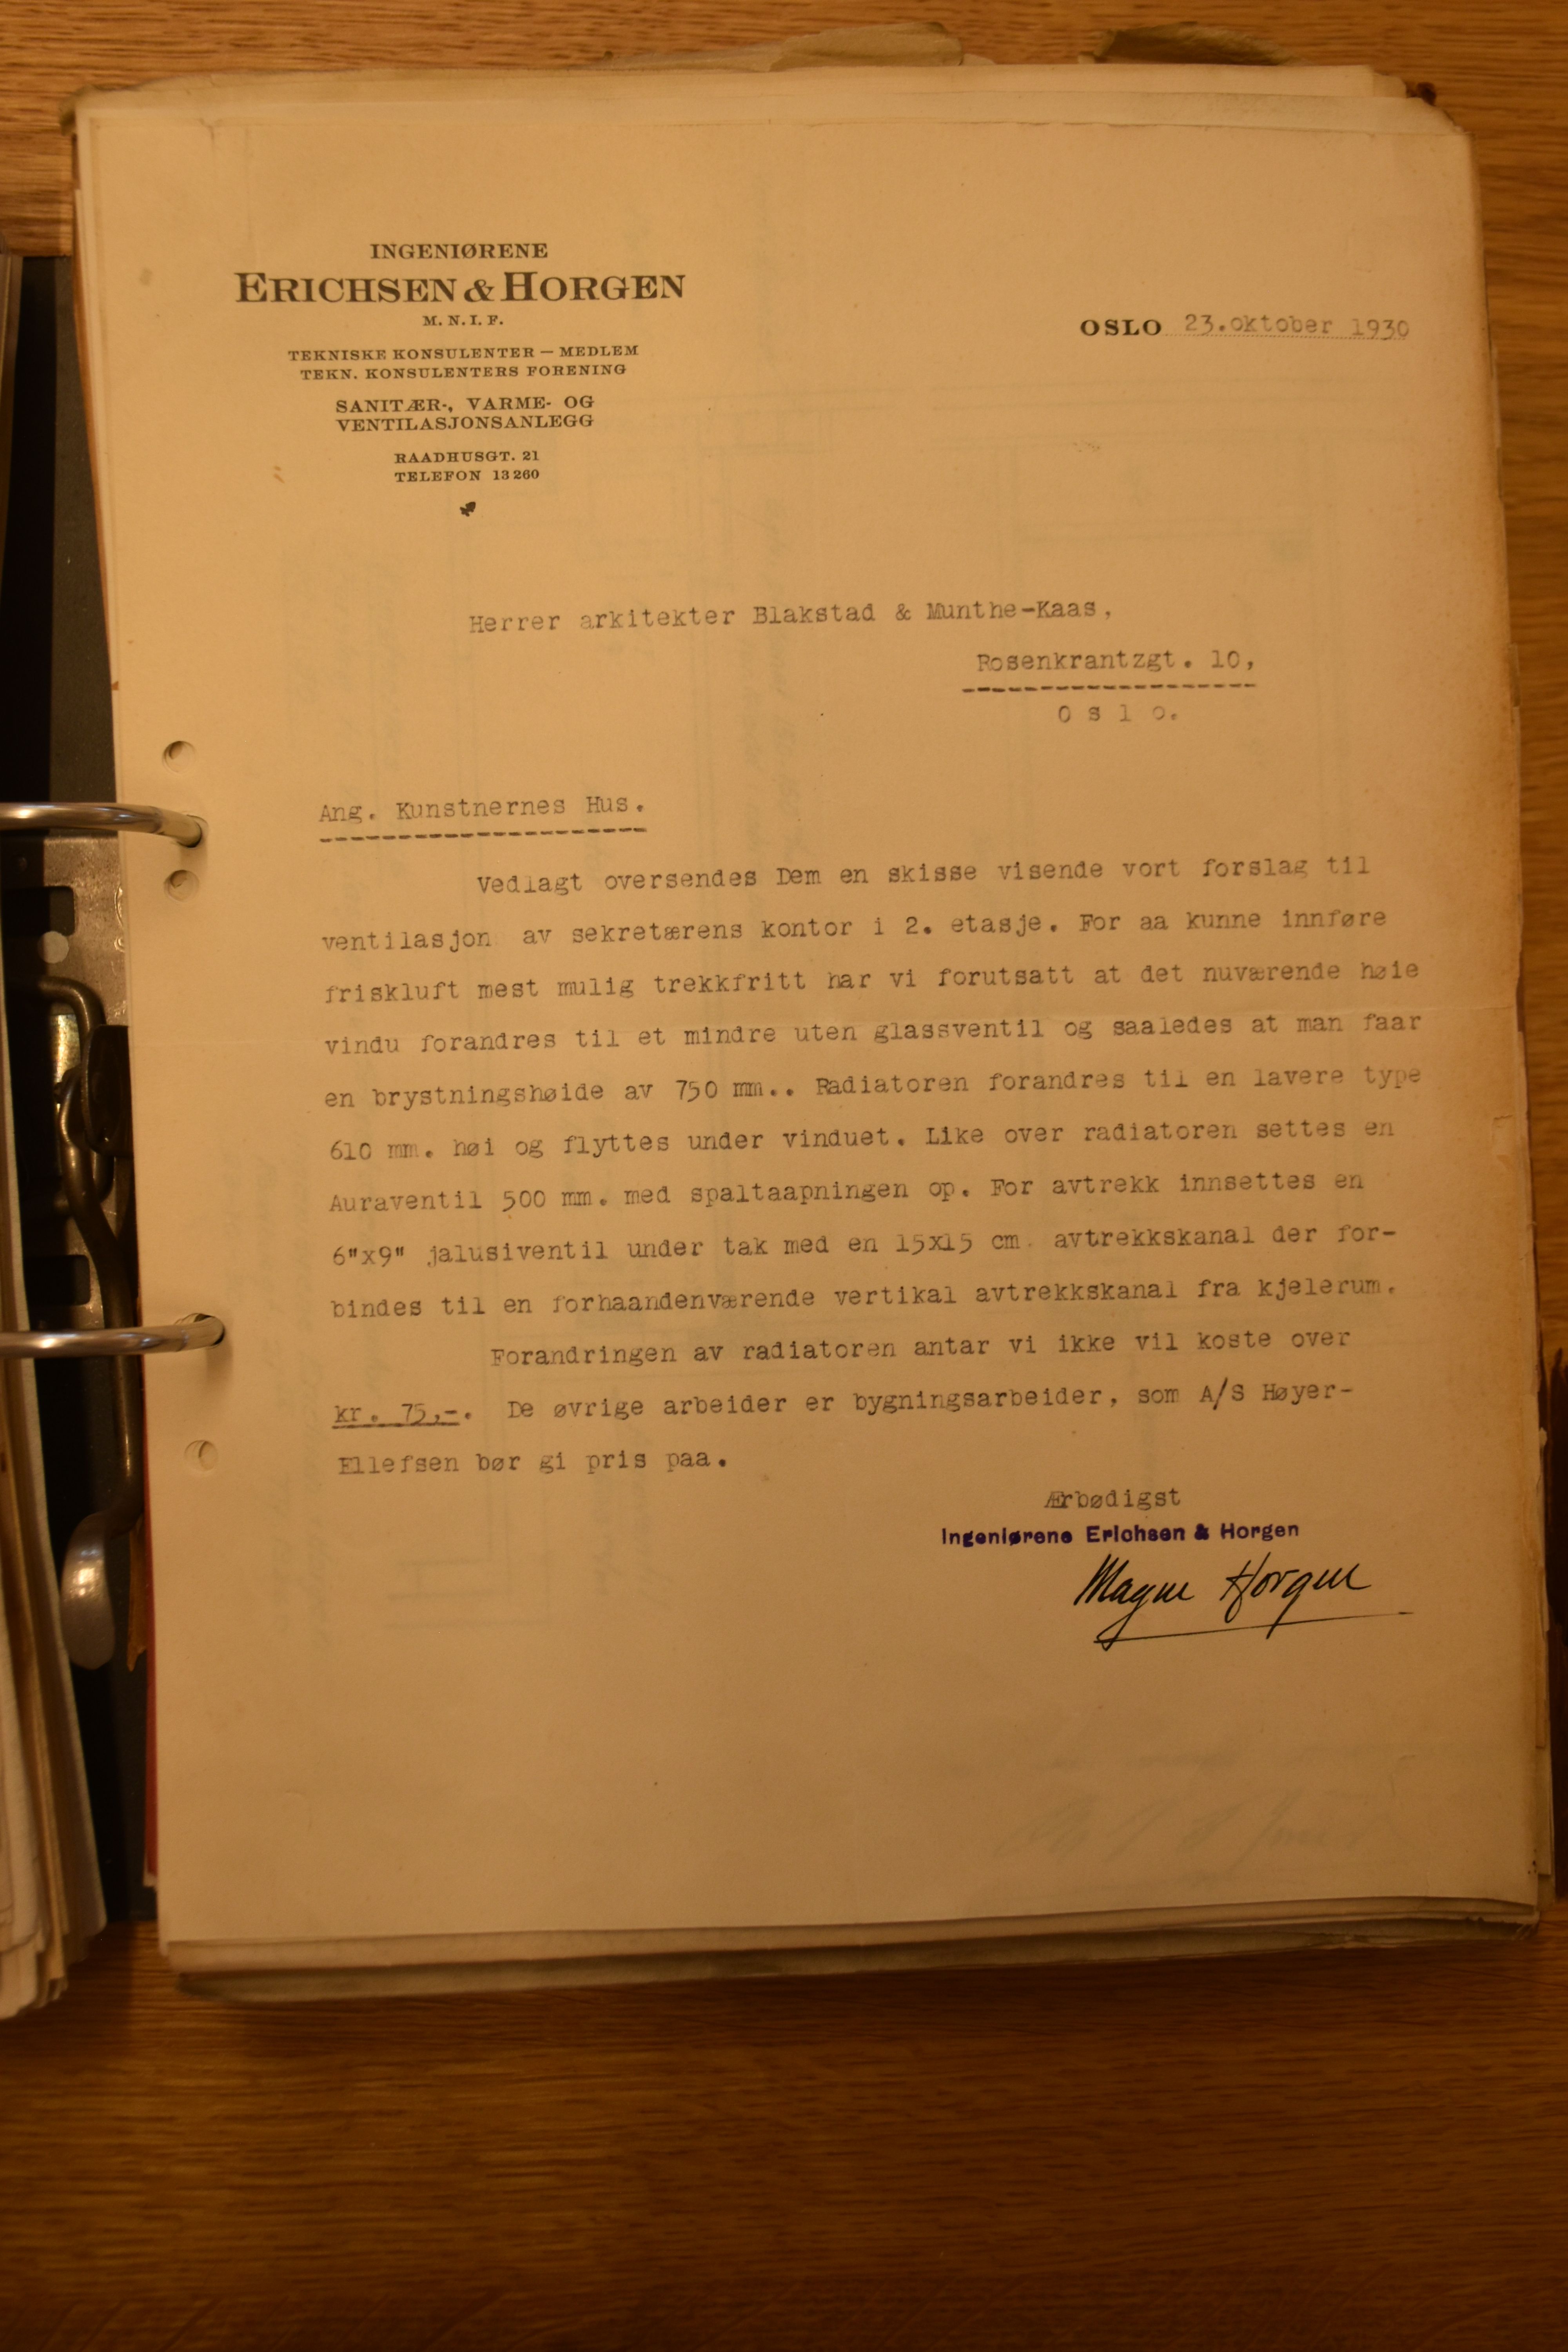 INGENIØRENE
ERICHSEN & HORGEN
M. N. I. F.
TEKNISKE KONSULENTER — MEDLEM
TEKN. KONSULENTERS FORENING
SANITÆR-, VARME- OG
VENTILASJONSANLEGG
RAADHUSGT. 21
TELEFON 13260
OSLO 23.oktober 1930
Herrer arkitekter Blakstad & Munthe-Kaas,
Rosenkrantzgt. 10,
O s l o.
Ang. Kunstnernes Hus.
Vedlagt oversendes Dem en skisse visende vort forslag til
ventilasjon av sekretærens kontor i 2. etasje. For aa kunne innføre
friskluft mest mulig trekkfritt har vi forutsatt at det nuværende høie
vindu forandres til et mindre uten glassventil og saaledes at man faar
en brystningshøide av 750 mm.. Radiatoren forandres til en lavere type
610 mm. høi og flyttes under vinduet. Like over radiatoren settes en
Auraventil 500 mm. med spaltaapningen op. For avtrekk innsettes en
6"x9" jalusiventil under tak med en 15x15 cm. avtrekkskanal der for-
bindes til en forhaandenværende vertikal avtrekkskanal fra kjelerum.
Forandringen av radiatoren antar vi ikke vil koste over
kr. 75,-. De øvrige arbeider er bygningsarbeider, som A/S Høyer-
Ellefsen bør gi pris paa.
Ærbødigst
Ingeniørene Erichsen & Horgen
Magne Horgen